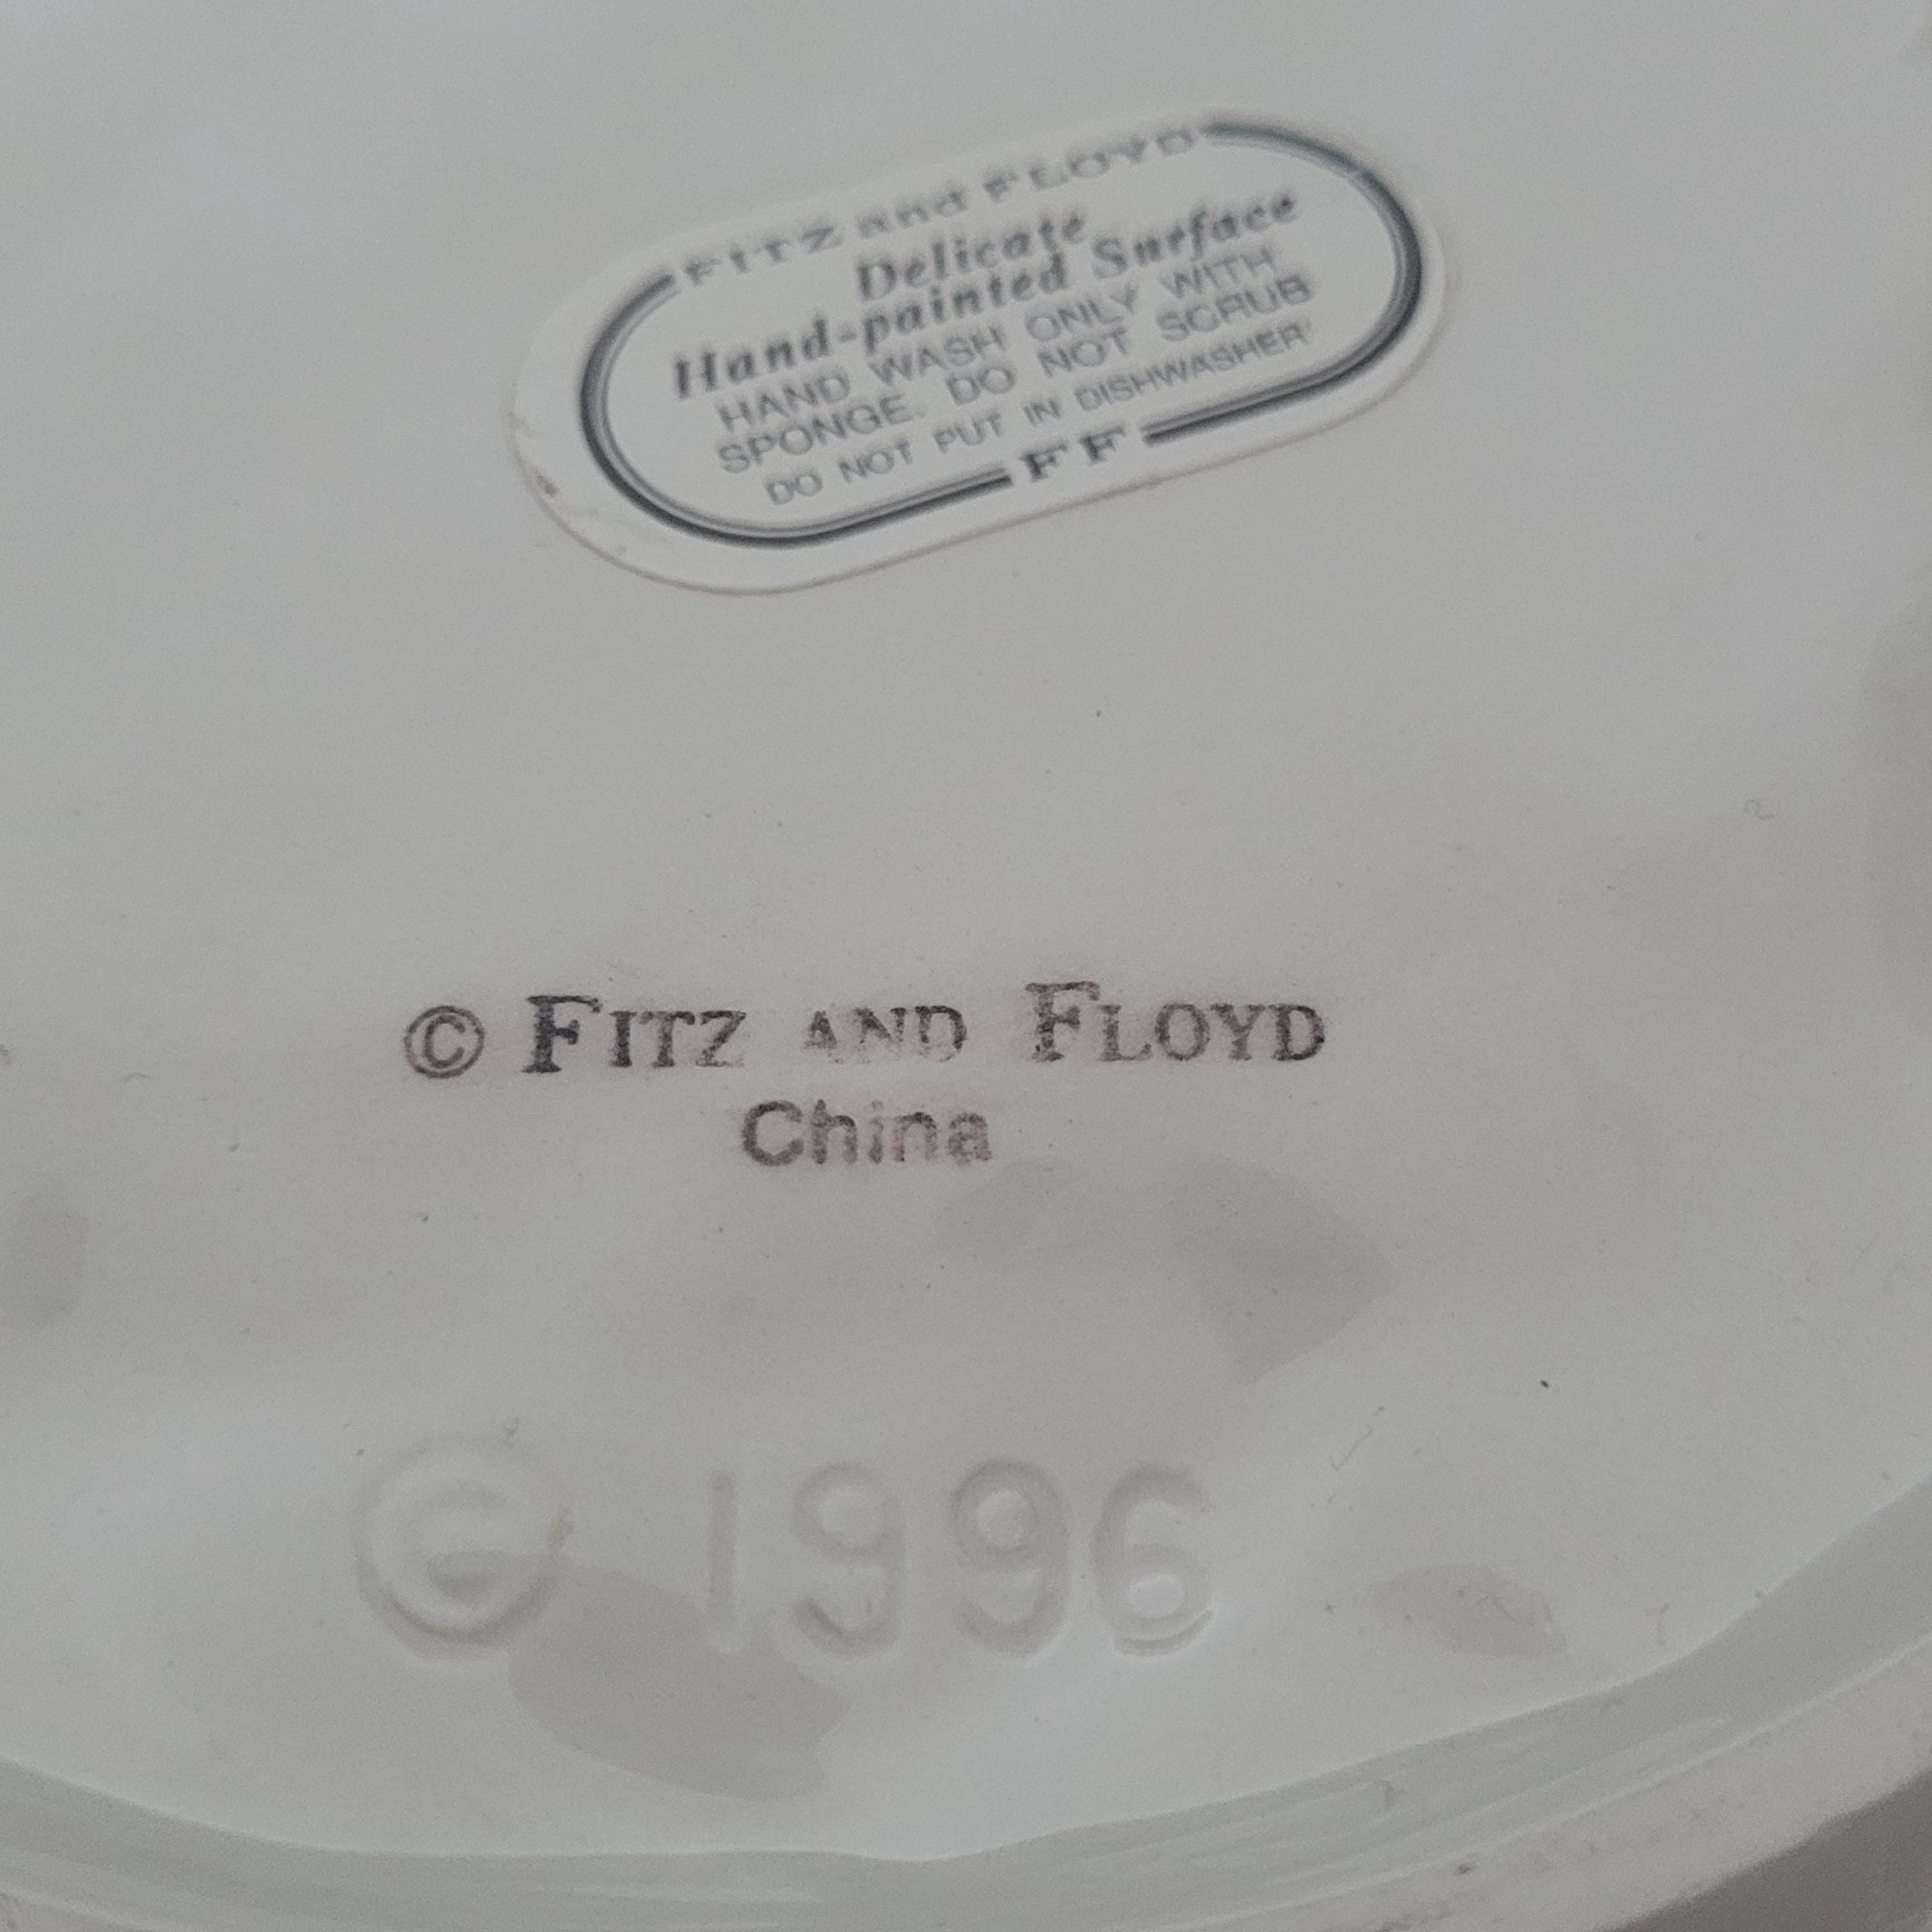 FITZ and FLOYD
Delicate
Hand-painted Surface
HAND WASH ONLY WITH
SPONGE. DO NOT SCRUB
DO NOT PUT IN DISHWASHER
FF
© FITZ AND FLOYD
China
© 1996